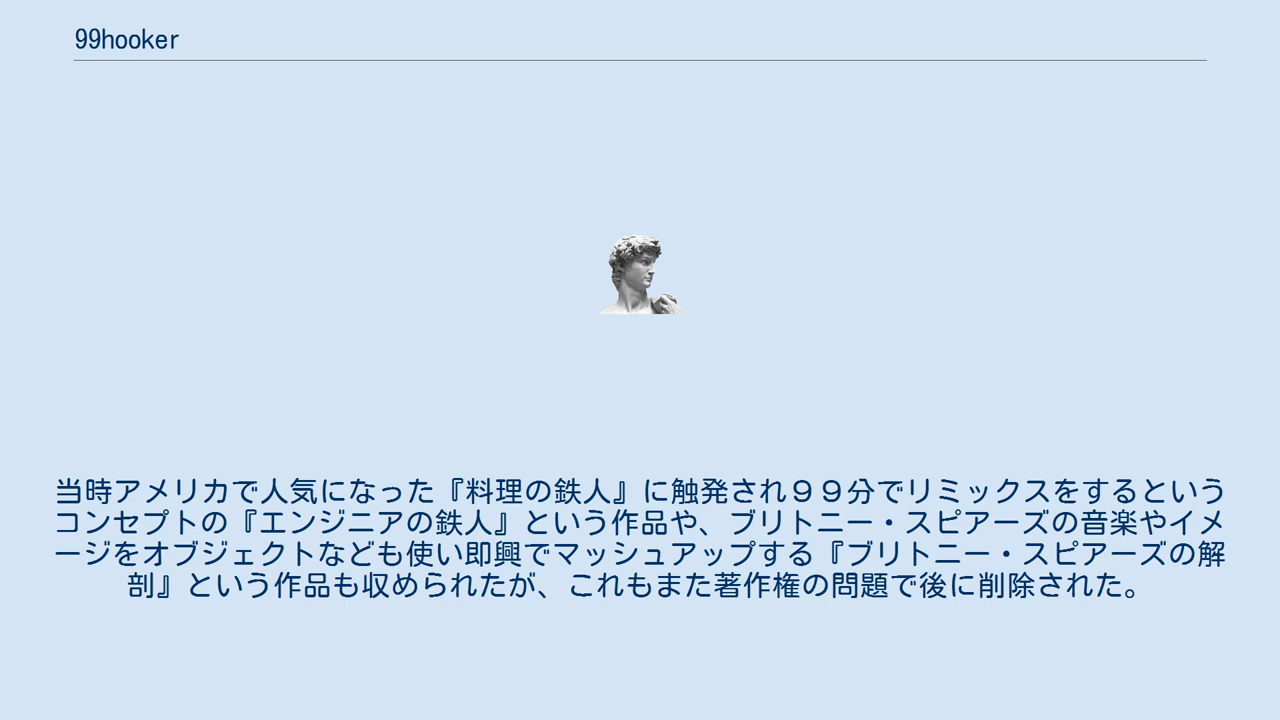 99hooker
当時アメリカで人気になった『料理の鉄人』に触発され９９分でリミックスをするという
コンセプトの『エンジニアの鉄人』という作品や、ブリトニー・スピアーズの音楽やイメ
ージをオブジェクトなども使い即興でマッシュアップする『ブリトニー・スピアーズの解
剖』という作品も収められたが、これもまた著作権の問題で後に削除された。